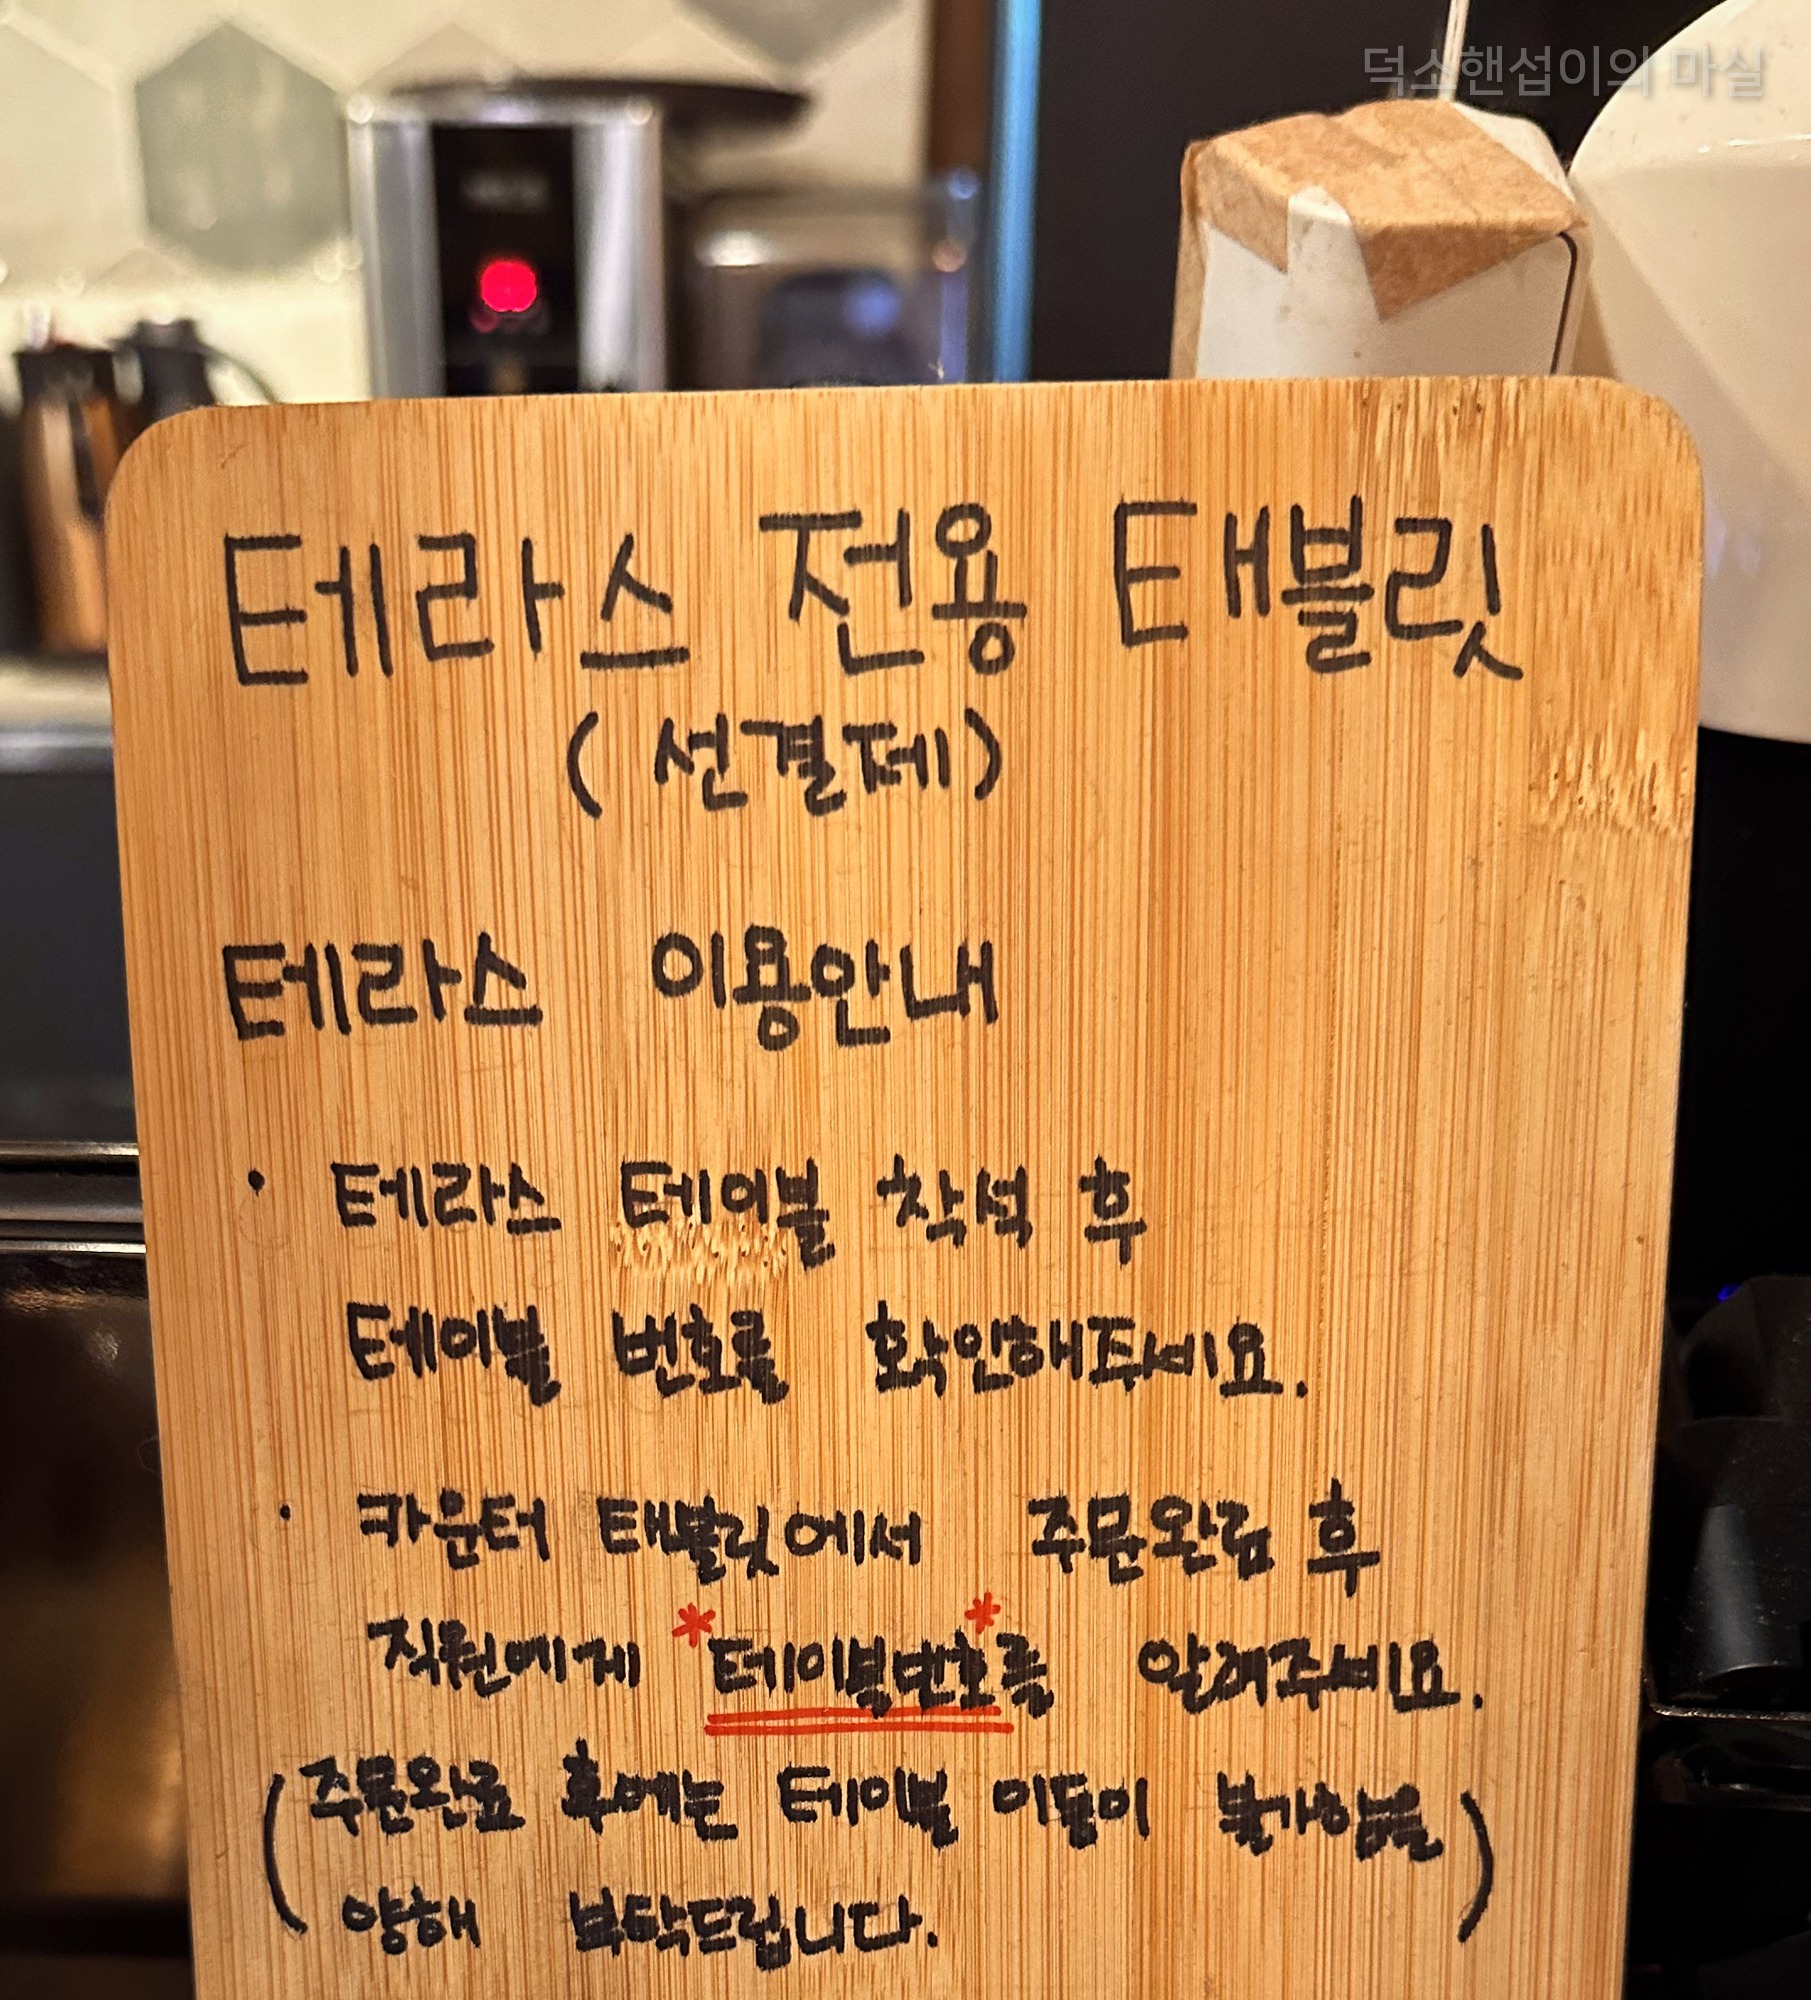 덕소핸섭이의 마실
테라스 전용 태블릿
(선결제)
테라스 이용안내
· 테라스 테이블 착석 후
테이블 번호를 확인해주세요.
· 카운터 태블릿에서 주문완료 후
직원에게 *테이블번호*를 알려주세요.
(주문완료 후에는 테이블 이동이 불가함을
양해 부탁드립니다.)